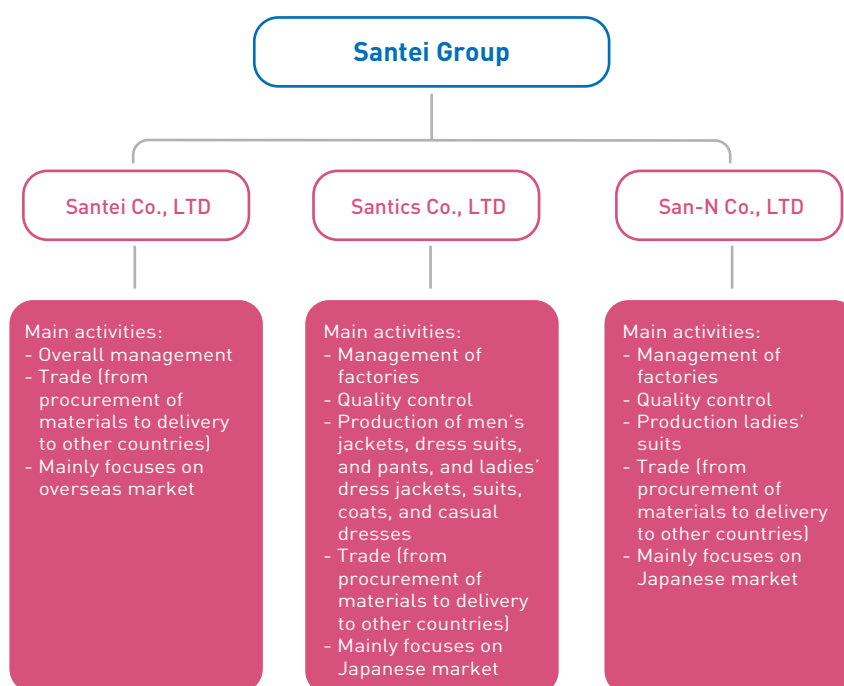 Santei Group
Santei Co., LTD
Santics Co., LTD
San-N Co., LTD
Main activities:
- Overall management
- Trade (from
procurement of
materials to delivery
to other countries)
- Mainly focuses on
overseas market
Main activities:
- Management of
factories
- Quality control
- Production of men's
jackets, dress suits,
and pants, and ladies'
dress jackets, suits,
coats, and casual
dresses
- Trade (from
procurement of
materials to delivery
to other countries)
- Mainly focuses on
Japanese market
Main activities:
- Management of
factories
- Quality control
- Production ladies'
suits
- Trade (from
procurement of
materials to delivery
to other countries)
- Mainly focuses on
Japanese market